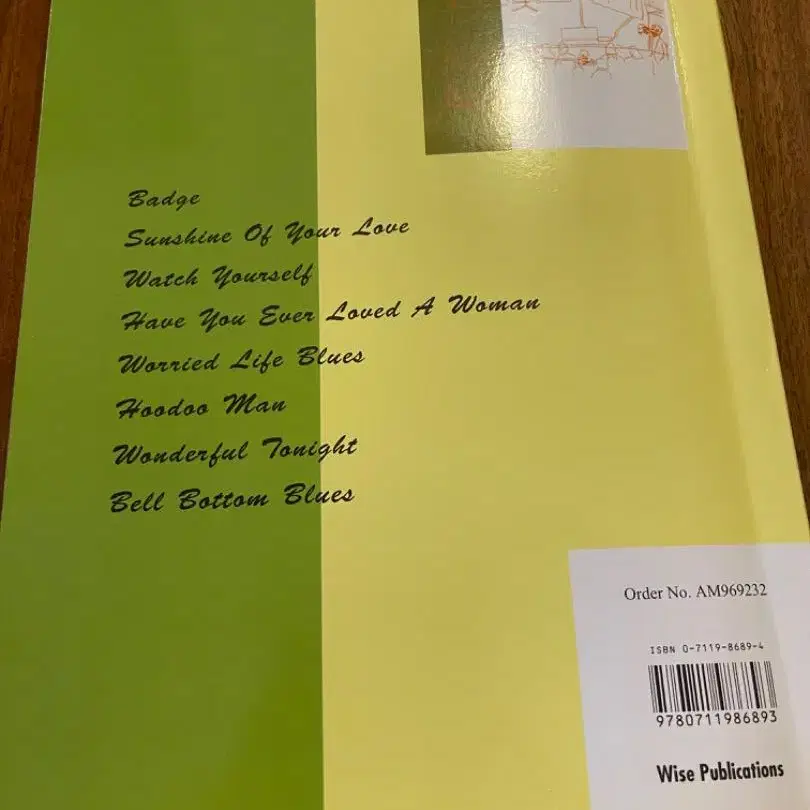 Badge
Sunshine Of Your Love
Watch Yourself
Have You Ever Loved A Woman
Worried Life Blues
Hoodoo Man
Wonderful Tonight
Bell Bottom Blues
Order No. AM969232
ISBN 0-7119-8689-4
9780711986893
Wise Publications